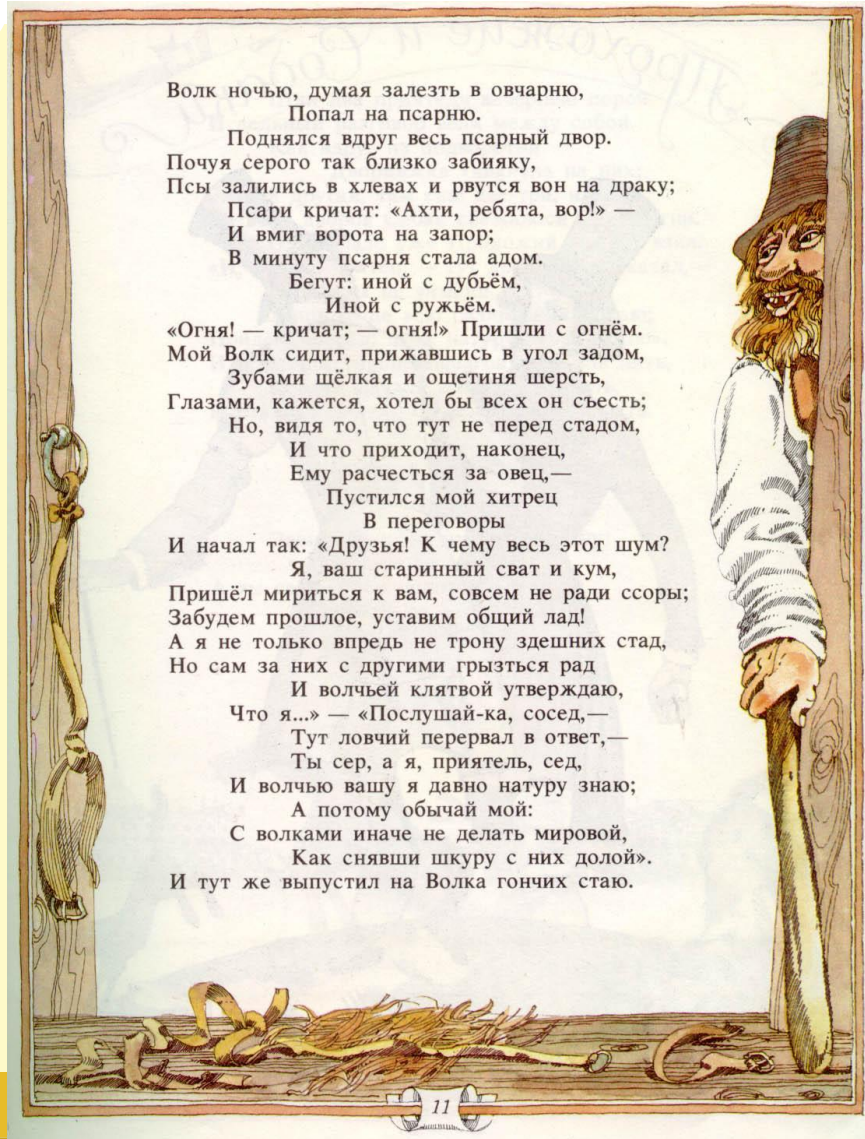 Волк ночью, думая залезть в овчарню,
Попал на псарню.
Поднялся вдруг весь псарный двор.
Почуя серого так близко забияку,
Псы залились в хлевах и рвутся вон на драку;
Псари кричат: «Ахти, ребята, вор!» —
И вмиг ворота на запор;
В минуту псарня стала адом.
Бегут: иной с дубьём,
Иной с ружьём.
«Огня! — кричат; — огня!» Пришли с огнём.
Мой Волк сидит, прижавшись в угол задом,
Зубами щёлкая и ощетиня шерсть,
Глазами, кажется, хотел бы всех он съесть;
Но, видя то, что тут не перед стадом,
И что приходит, наконец,
Ему расчесться за овец,—
Пустился мой хитрец
В переговоры
И начал так: «Друзья! К чему весь этот шум?
Я, ваш старинный сват и кум,
Пришёл мириться к вам, совсем не ради ссоры;
Забудем прошлое, уставим общий лад!
А я не только впредь не трону здешних стад,
Но сам за них с другими грызться рад
И волчьей клятвой утверждаю,
Что я...» — «Послушай-ка, сосед,—
Тут ловчий перервал в ответ,—
Ты сер, а я, приятель, сед,
И волчью вашу я давно натуру знаю;
А потому обычай мой:
С волками иначе не делать мировой,
Как снявши шкуру с них долой».
И тут же выпустил на Волка гончих стаю.
11